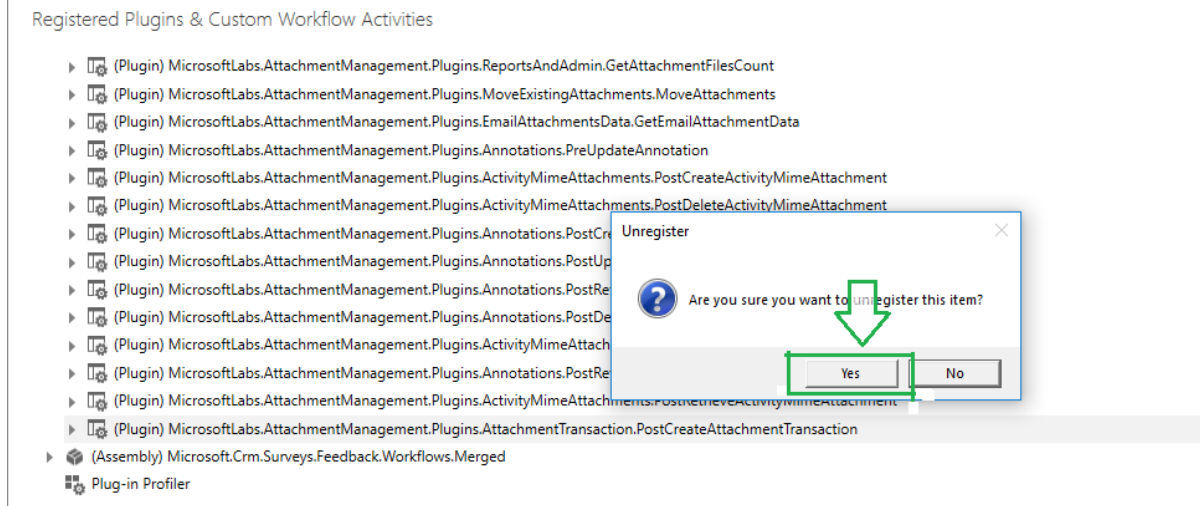 Registered Plugins & Custom Workflow Activities
(Plugin) MicrosoftLabs.AttachmentManagement.Plugins.ReportsAndAdmin.GetAttachmentFilesCount
(Plugin) MicrosoftLabs.AttachmentManagement.Plugins.MoveExistingAttachments.MoveAttachments
(Plugin) MicrosoftLabs.AttachmentManagement.Plugins.EmailAttachmentsData.GetEmailAttachmentData
(Plugin) MicrosoftLabs.AttachmentManagement.Plugins.Annotations.PreUpdateAnnotation
(Plugin) MicrosoftLabs.AttachmentManagement.Plugins.ActivityMimeAttachments.PostCreateActivityMimeAttachment
(Plugin) MicrosoftLabs.AttachmentManagement.Plugins.ActivityMimeAttachments.PostDeleteActivityMimeAttachment
(Plugin) MicrosoftLabs.AttachmentManagement.Plugins.Annotations.PostCre
(Plugin) MicrosoftLabs.AttachmentManagement.Plugins.Annotations.PostUp
(Plugin) MicrosoftLabs.AttachmentManagement.Plugins.Annotations.PostRe
(Plugin) MicrosoftLabs.AttachmentManagement.Plugins.Annotations.PostDe
(Plugin) MicrosoftLabs.AttachmentManagement.Plugins.ActivityMimeAttach
(Plugin) MicrosoftLabs.AttachmentManagement.Plugins.Annotations.PostRe
(Plugin) MicrosoftLabs.AttachmentManagement.Plugins.ActivityMimeAttachments.PostRetrieveActivityMimeAttachment
(Plugin) MicrosoftLabs.AttachmentManagement.Plugins.AttachmentTransaction.PostCreateAttachmentTransaction
(Assembly) Microsoft.Crm.Surveys.Feedback.Workflows.Merged
Plug-in Profiler
Unregister
Are you sure you want to unregister this item?
Yes
No